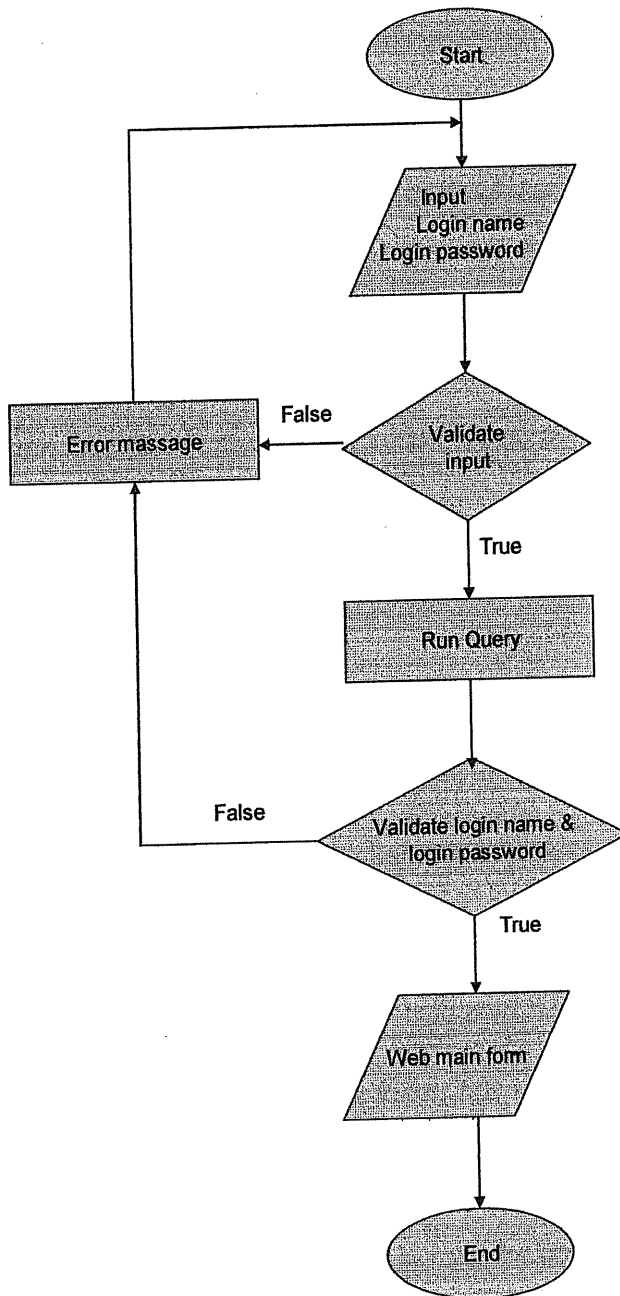 Start
Input
Login name
Login password
False
Error massage
Validate
input
True
Run Query
False
Validate login name &
login password
True
Web main form
End